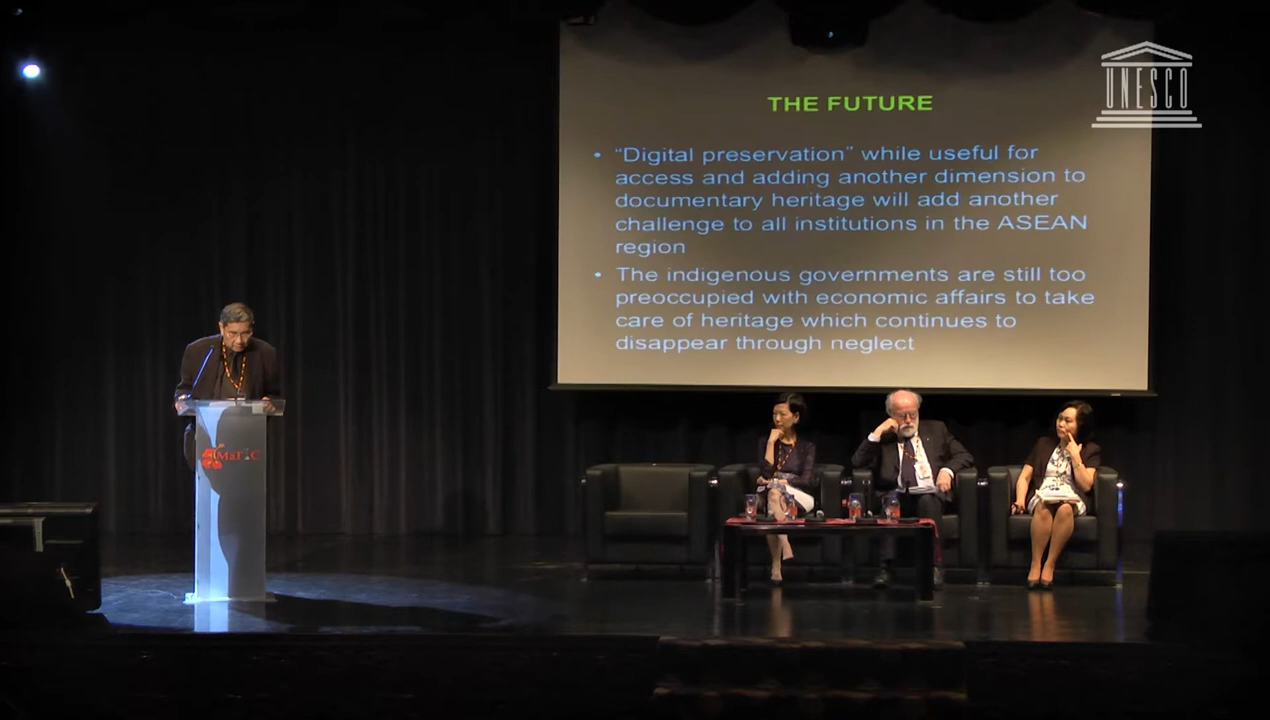 UNESCO
THE FUTURE
• “Digital preservation” while useful for
access and adding another dimension to
documentary heritage will add another
challenge to all institutions in the ASEAN
region
• The indigenous governments are still too
preoccupied with economic affairs to take
care of heritage which continues to
disappear through neglect